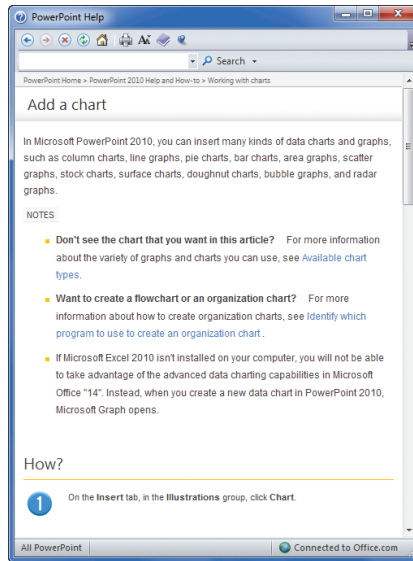 PowerPoint Help
Search
PowerPoint Home > PowerPoint 2010 Help and How-to > Working with charts
Add a chart
In Microsoft PowerPoint 2010, you can insert many kinds of data charts and graphs,
such as column charts, line graphs, pie charts, bar charts, area graphs, scatter
graphs, stock charts, surface charts, doughnut charts, bubble graphs, and radar
graphs.
NOTES
Don't see the chart that you want in this article? For more information
about the variety of graphs and charts you can use, see Available chart
types.
Want to create a flowchart or an organization chart? For more
information about how to create organization charts, see Identify which
program to use to create an organization chart.
If Microsoft Excel 2010 isn't installed on your computer, you will not be able
to take advantage of the advanced data charting capabilities in Microsoft
Office "14". Instead, when you create a new data chart in PowerPoint 2010,
Microsoft Graph opens.
How?
1 On the Insert tab, in the Illustrations group, click Chart.
All PowerPoint Connected to Office.com